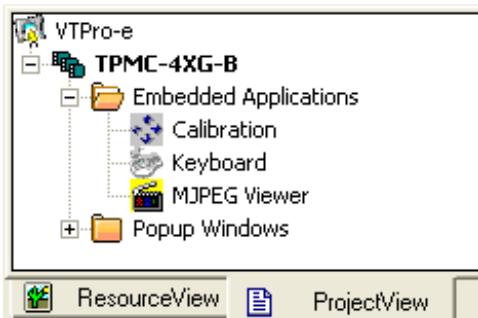 VTPro-e
TPMC-4XG-B
Embedded Applications
Calibration
Keyboard
MJPEG Viewer
Popup Windows
ResourceView ProjectView